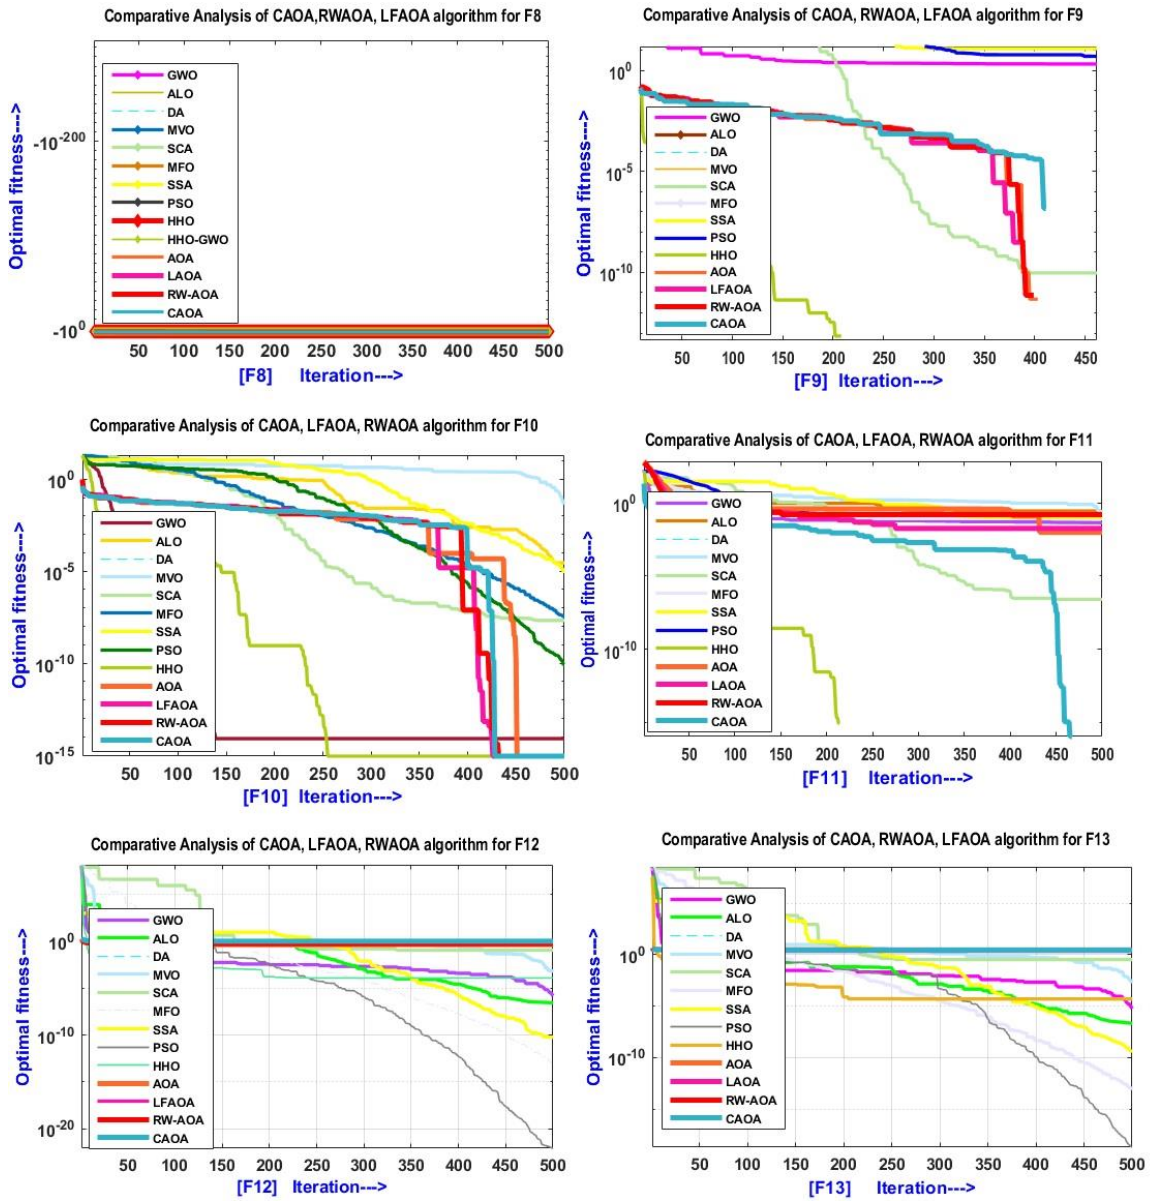 Comparative Analysis of CAOA,RWAOA, LFAOA algorithm for F8
Optimal fitness--->
-10^-200
-10^0
GWO
ALO
DA
MVO
SCA
MFO
SSA
PSO
HHO
HHO-GWO
AOA
LAOA
RW-AOA
CAOA
50 100 150 200 250 300 350 400 450 500
[F8] Iteration--->
Comparative Analysis of CAOA, RWAOA, LFAOA algorithm for F9
Optimal fitness--->
10^0
10^-5
10^-10
GWO
ALO
DA
MVO
SCA
MFO
SSA
PSO
HHO
AOA
LFAOA
RW-AOA
CAOA
50 100 150 200 250 300 350 400 450
[F9] Iteration--->
Comparative Analysis of CAOA, LFAOA, RWAOA algorithm for F10
Optimal fitness--->
10^0
10^-5
10^-10
10^-15
GWO
ALO
DA
MVO
SCA
MFO
SSA
PSO
HHO
AOA
LFAOA
RW-AOA
CAOA
50 100 150 200 250 300 350 400 450 500
[F10] Iteration--->
Comparative Analysis of CAOA, LFAOA, RWAOA algorithm for F11
Optimal fitness--->
10^0
10^-10
GWO
ALO
DA
MVO
SCA
MFO
SSA
PSO
HHO
AOA
LAOA
RW-AOA
CAOA
50 100 150 200 250 300 350 400 450 500
[F11] Iteration--->
Comparative Analysis of CAOA, LFAOA, RWAOA algorithm for F12
Optimal fitness--->
10^0
10^-10
10^-20
GWO
ALO
DA
MVO
SCA
MFO
SSA
PSO
HHO
AOA
LFAOA
RW-AOA
CAOA
50 100 150 200 250 300 350 400 450 500
[F12] Iteration--->
Comparative Analysis of CAOA, RWAOA, LFAOA algorithm for F13
Optimal fitness--->
10^0
10^-10
GWO
ALO
DA
MVO
SCA
MFO
SSA
PSO
HHO
AOA
LAOA
RW-AOA
CAOA
50 100 150 200 250 300 350 400 450 500
[F13] Iteration--->